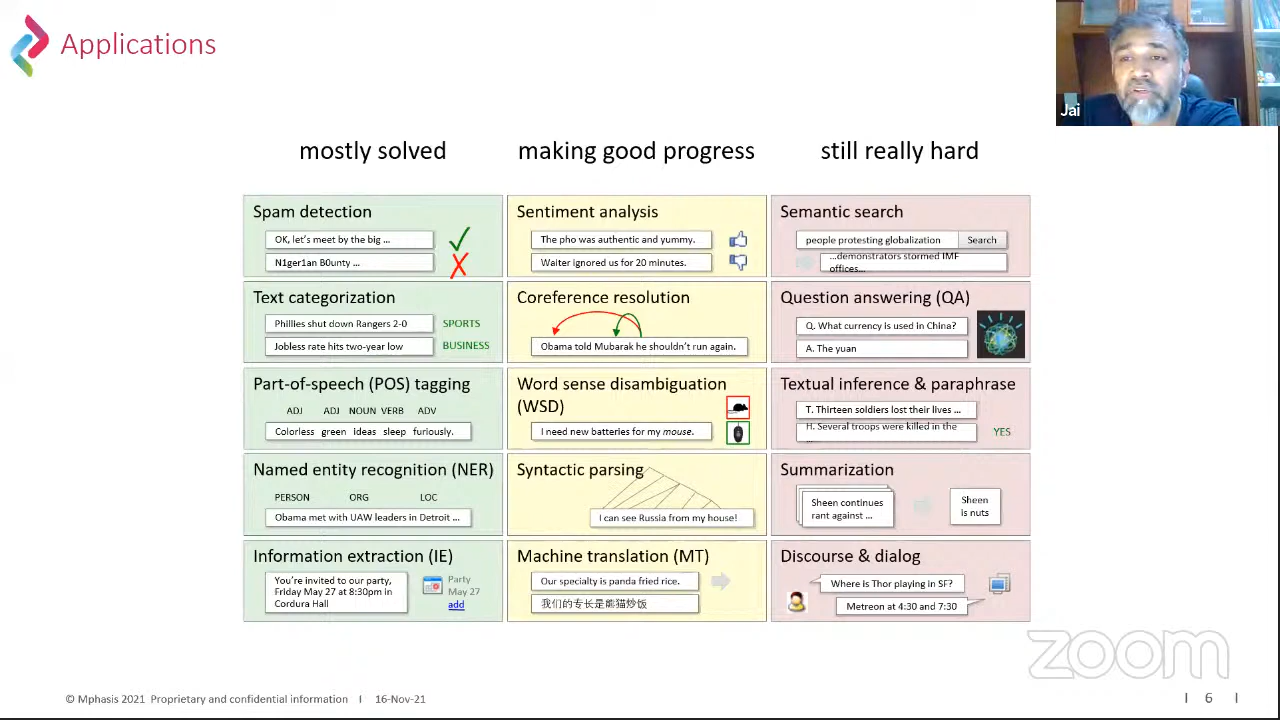 Applications
Jai
mostly solved
making good progress
still really hard
Spam detection
OK, let's meet by the big ...
N1ger1an B0unty ...
Text categorization
Phillies shut down Rangers 2-0
SPORTS
Jobless rate hits two-year low
BUSINESS
Part-of-speech (POS) tagging
ADJ ADJ NOUN VERB ADV
Colorless green ideas sleep furiously.
Named entity recognition (NER)
PERSON ORG LOC
Obama met with UAW leaders in Detroit ...
Information extraction (IE)
You're invited to our party,
Friday May 27 at 8:30pm in
Cordura Hall
Party
May 27
add
Sentiment analysis
The pho was authentic and yummy.
Waiter ignored us for 20 minutes.
Coreference resolution
Obama told Mubarak he shouldn't run again.
Word sense disambiguation
(WSD)
I need new batteries for my mouse.
Syntactic parsing
I can see Russia from my house!
Machine translation (MT)
Our specialty is panda fried rice.
我们的专长是熊猫炒饭
Semantic search
people protesting globalization
Search
...demonstrators stormed IMF
offices...
Question answering (QA)
Q. What currency is used in China?
A. The yuan
Textual inference & paraphrase
T. Thirteen soldiers lost their lives ...
H. Several troops were killed in the
....
YES
Summarization
Sheen continues
rant against ...
Sheen
is nuts
Discourse & dialog
Where is Thor playing in SF?
Metreon at 4:30 and 7:30
zoom
© Mphasis 2021 Proprietary and confidential information I 16-Nov-21
I 6 I